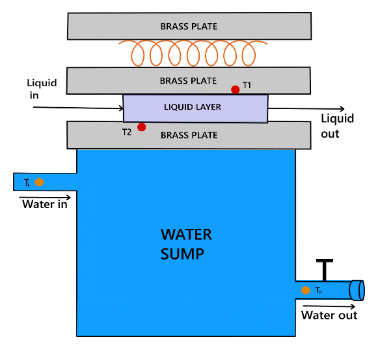 BRASS PLATE
Liquid
in
BRASS PLATE
T1
LIQUID LAYER
Liquid
out
T2
BRASS PLATE
Tᵢ
Water in
WATER
SUMP
Tₒ
Water out